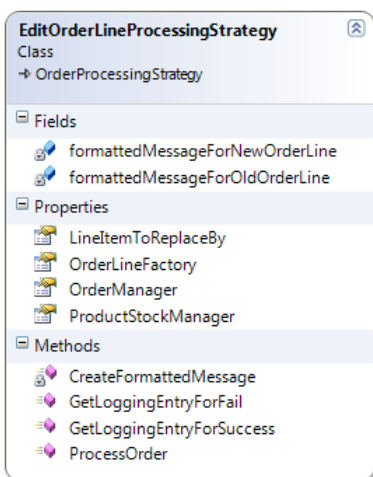 EditOrderLineProcessingStrategy
Class
OrderProcessingStrategy
Fields
formattedMessageForNewOrderLine
formattedMessageForOldOrderLine
Properties
LineItemToReplaceBy
OrderLineFactory
OrderManager
ProductStockManager
Methods
CreateFormattedMessage
GetLoggingEntryForFail
GetLoggingEntryForSuccess
ProcessOrder